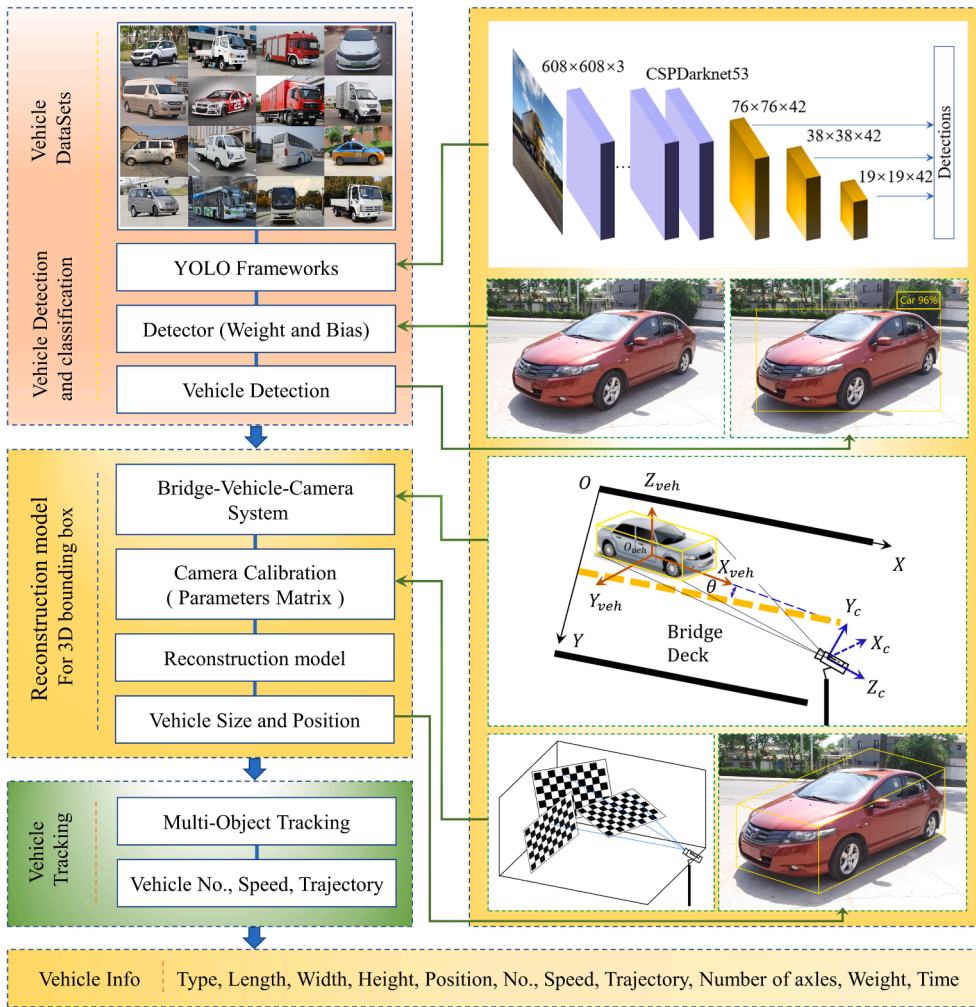 Vehicle
DataSets
Vehicle Detection
and classification
YOLO Frameworks
Detector (Weight and Bias)
Vehicle Detection
608×608×3
CSPDarknet53
...
76×76×42
38×38×42
19×19×42
Detections
Car 96%
Reconstruction model
For 3D bounding box
Bridge-Vehicle-Camera
System
Camera Calibration
( Parameters Matrix )
Reconstruction model
Vehicle Size and Position
O
Z_veh
O_veh
X_veh
X
Y_veh
θ
Y
Bridge
Deck
Y_c
X_c
Z_c
Vehicle
Tracking
Multi-Object Tracking
Vehicle No., Speed, Trajectory
Vehicle Info
Type, Length, Width, Height, Position, No., Speed, Trajectory, Number of axles, Weight, Time